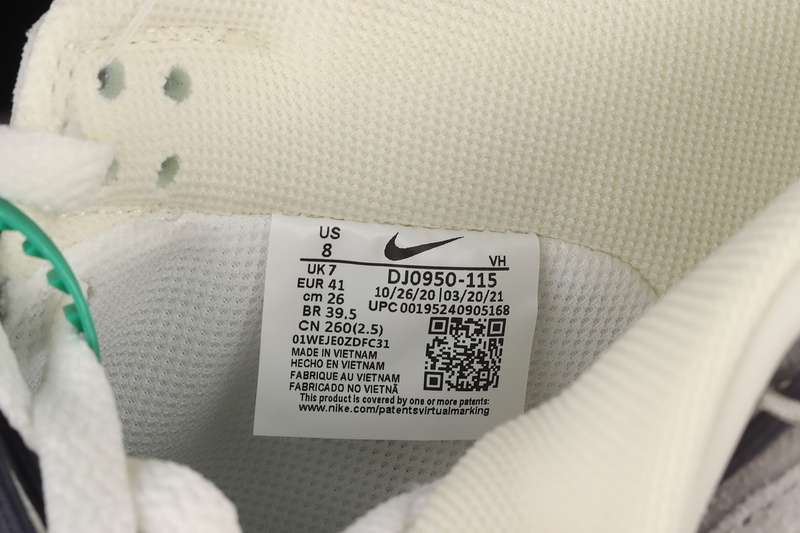 US
8
VH
UK 7
EUR 41
cm 26
BR 39.5
CN 260(2.5)
DJ0950-115
10/26/20 |03/20/21
UPC 00195240905168
01WEJE0ZDFC31
MADE IN VIETNAM
HECHO EN VIETNAM
FABRIQUE AU VIETNAM
FABRICADO NO VIETNÃ
This product is covered by one or more patents:
www.nike.com/patentsvirtualmarking